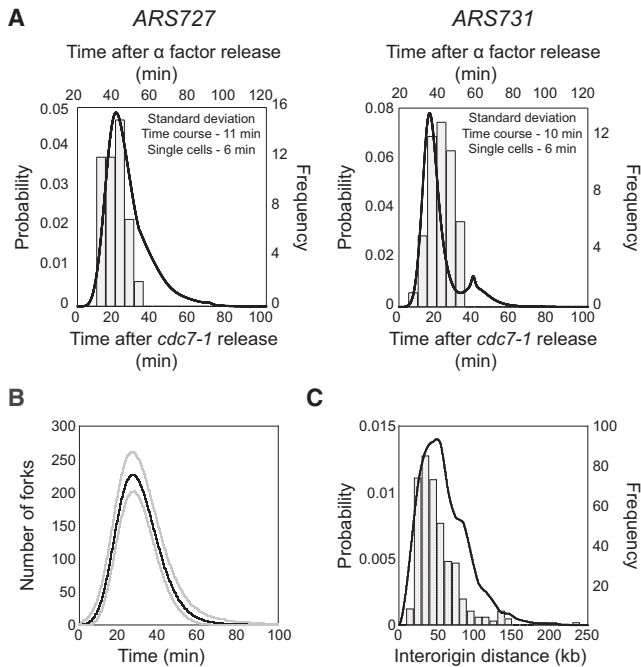 A
ARS727
ARS731
Time after α factor release
(min)
Time after α factor release
(min)
20 40 60 80 100 120
20 40 60 80 100 120
Standard deviation
Time course - 11 min
Single cells - 6 min
Standard deviation
Time course - 10 min
Single cells - 6 min
Probability
0.05
0.04
0.03
0.02
0.01
0
Frequency
16
12
8
4
0
Probability
0.08
0.06
0.04
0.02
0
Frequency
12
8
4
0
0 20 40 60 80 100
0 20 40 60 80 100
Time after cdc7-1 release
(min)
Time after cdc7-1 release
(min)
B
Number of forks
300
250
200
150
100
50
0
0 20 40 60 80 100
Time (min)
C
Probability
0.015
0.01
0.005
0
Frequency
100
80
60
40
20
0 50 100 150 200 250
Interorigin distance (kb)